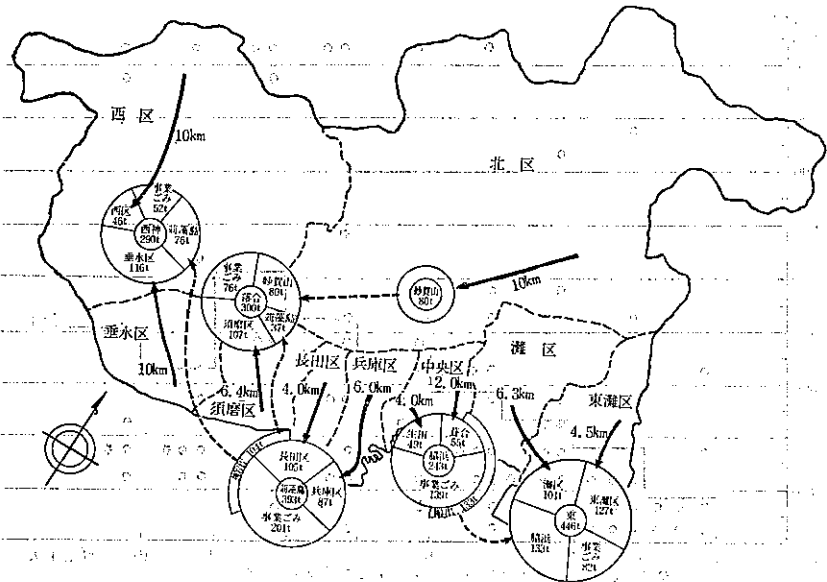 西区
10km
北区
事業
ごみ
52t
西区
46t
西神
290t
苅藻島
76t
垂水区
116t
事業
ごみ
76t
妙賀山
80t
落合
300t
須磨区
107t
苅藻島
37t
妙賀山
80t
10km
垂水区
10km
6.4km
須磨区
長田区
4.0km
兵庫区
6.0km
中央区
2.0km
4.0km
灘区
6.3km
東灘区
4.5km
長田区
105t
苅藻島
393t
兵庫区
87t
事業ごみ
201t
生田
49t
葺合
55t
脇浜
243t
事業ごみ
139t
灘区
104t
東灘区
127t
東
446t
脇浜
133t
事業
ごみ
82t